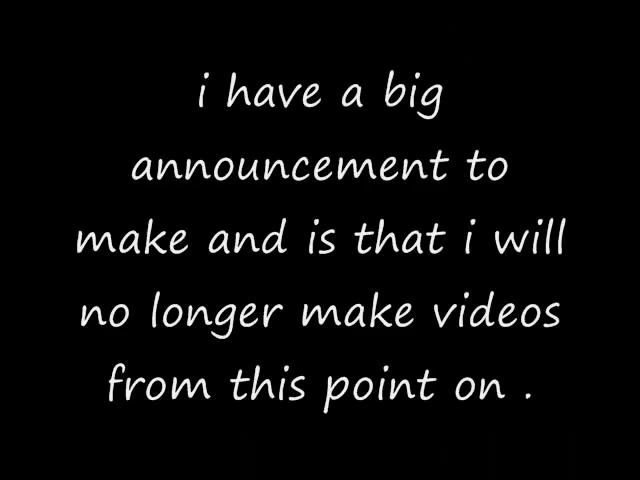 i have a big
announcement to
make and is that i will
no longer make videos
from this point on .